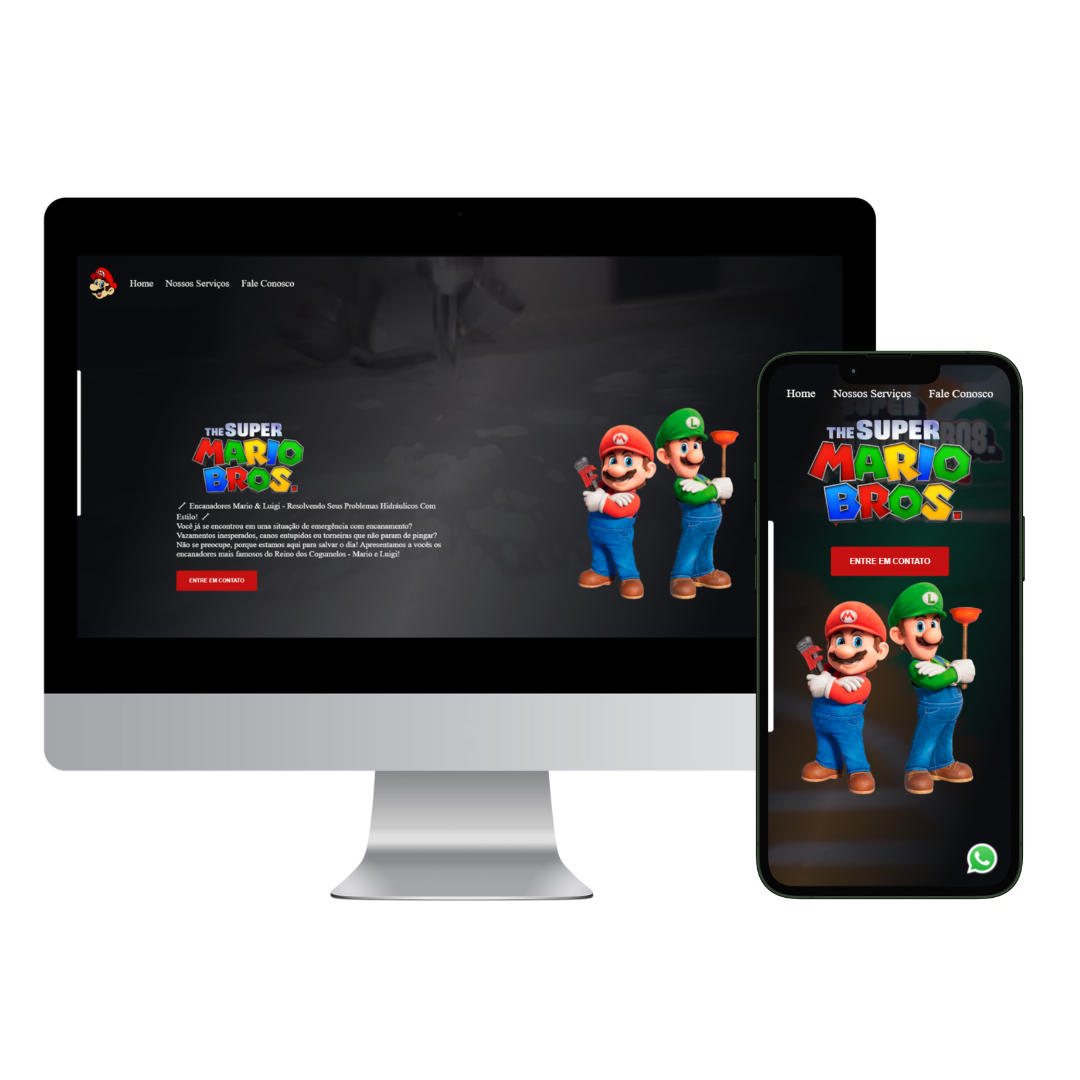 Home Nossos Serviços Fale Conosco
THE SUPER
MARIO
BROS.
Encanadores Mario & Luigi - Resolvendo Seus Problemas Hidráulicos Com
Estilo!
Você já se encontrou em uma situação de emergência com encanamento?
Vazamentos inesperados, canos entupidos ou torneiras que não param de pingar?
Não se preocupe, porque estamos aqui para salvar o dia! Apresentamos a vocês os
encanadores mais famosos do Reino dos Cogumelos - Mario e Luigi!
ENTRE EM CONTATO
M
L
Home Nossos Serviços Fale Conosco
SUPER
BROS.
THE SUPER
MARIO
BROS.
ENTRE EM CONTATO
M
L